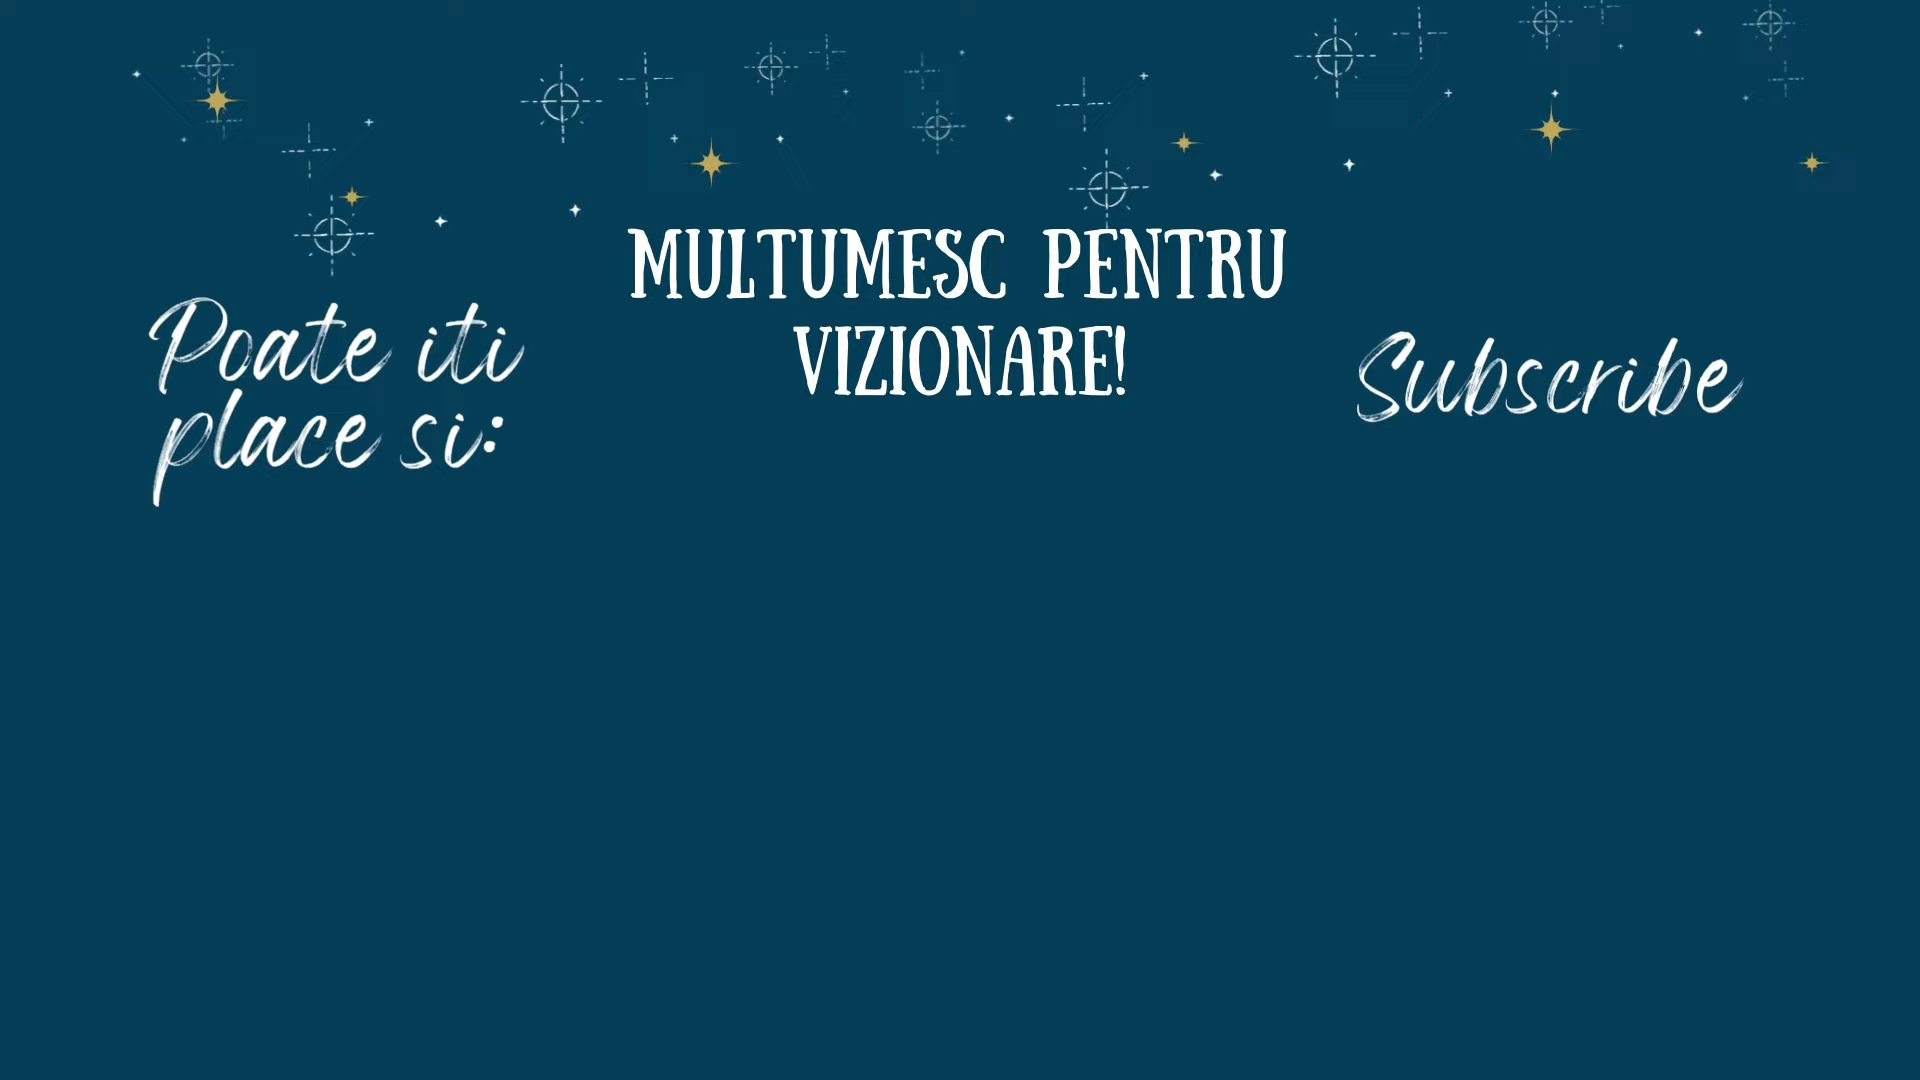 MULTUMESC PENTRU
VIZIONARE!
Poate iti
place si:
Subscribe